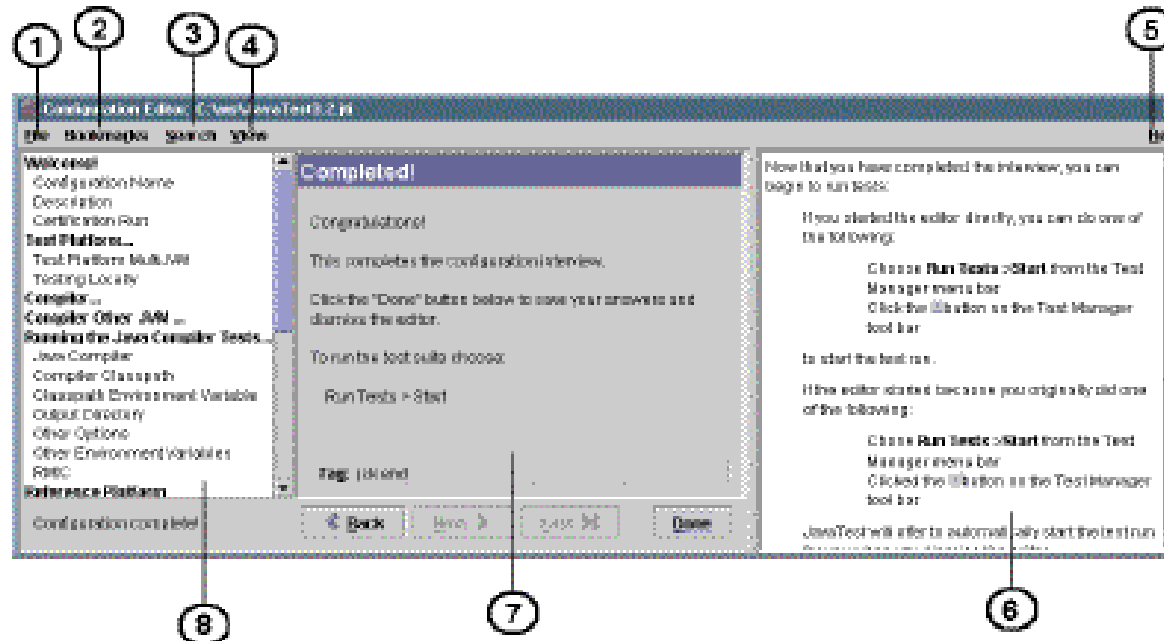 1
2
3
4
5
Configuration Editor: C:\
File Bookmarks Search View
Welcome!
Configuration Name
Description
Certification Run
Test Platform...
Test Platform MultiJVM
Testing Locally
Compiler...
Compiler Other JVM ...
Running the Java Compiler Tests...
Java Compiler
Compiler Classpath
Classpath Environment Variable
Output Directory
Other Options
Other Environment Variables
RMIC
Reference Platform
Configuration complete!
Completed!
Congratulations!
This completes the configuration interview.
Click the "Done" button below to save your answers and
dismiss the editor.
To run the test suite choose:
Run Tests > Start
Tag:
Back Next Last Done
Now that you have completed the interview, you can
begin to run tests:
If you started the editor directly, you can do one of
the following:
Choose Run Tests >Start from the Test
Manager menu bar
Click the button on the Test Manager
tool bar
to start the test run.
If the editor started because you originally did one
of the following:
Chose Run Tests >Start from the Test
Manager menu bar
Clicked the button on the Test Manager
tool bar
JavaTest will offer to automatically start the test run
8
7
6